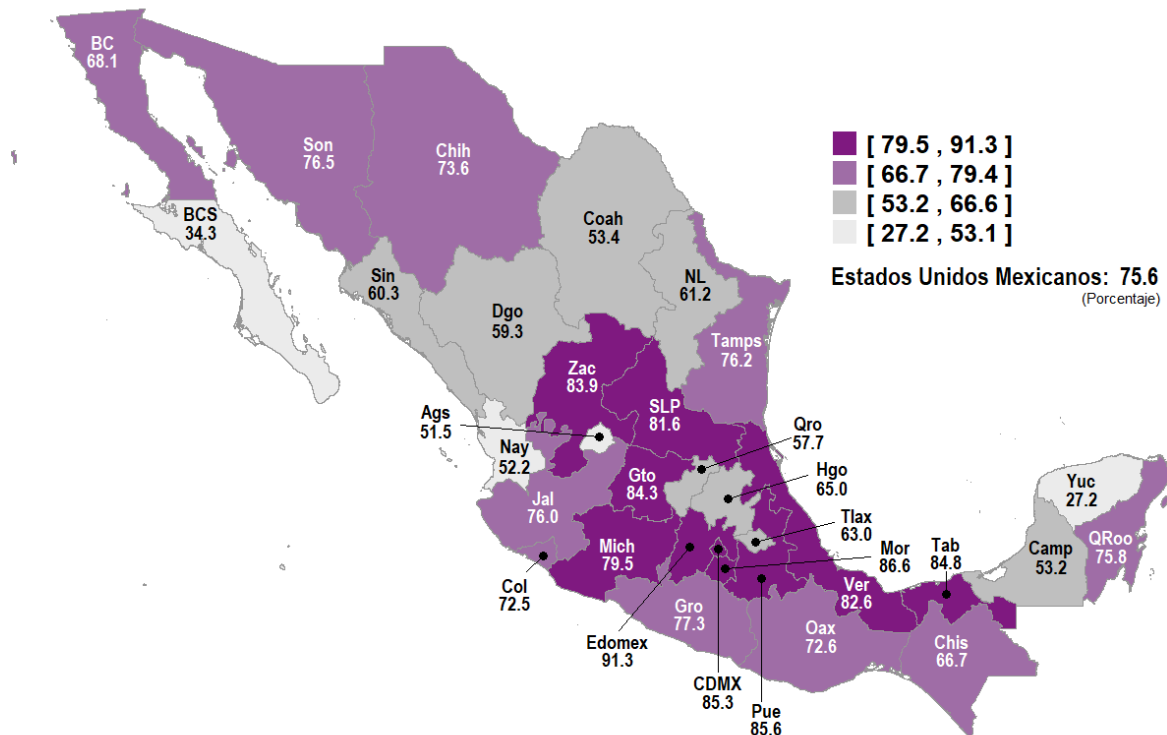 BC
68.1
Son
76.5
Chih
73.6
BCS
34.3
Coah
53.4
Sin
60.3
NL
61.2
Dgo
59.3
Tamps
76.2
Zac
83.9
SLP
81.6
Ags
51.5
Nay
52.2
Gto
84.3
Qro
57.7
Hgo
65.0
Jal
76.0
Tlax
63.0
Mich
79.5
Col
72.5
Mor
86.6
Tab
84.8
Ver
82.6
Gro
77.3
Oax
72.6
Edomex
91.3
CDMX
85.3
Pue
85.6
Chis
66.7
Yuc
27.2
Camp
53.2
QRoo
75.8
[ 79.5 , 91.3 ]
[ 66.7 , 79.4 ]
[ 53.2 , 66.6 ]
[ 27.2 , 53.1 ]
Estados Unidos Mexicanos: 75.6
(Porcentaje)